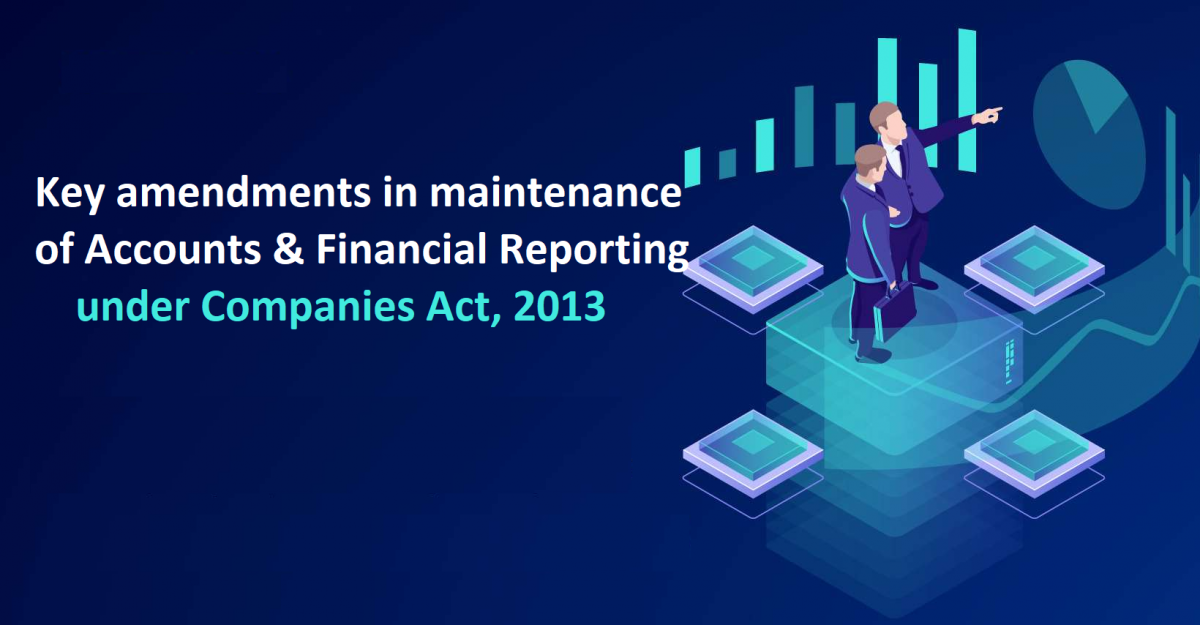 Key amendments in maintenance
of Accounts & Financial Reporting
under Companies Act, 2013